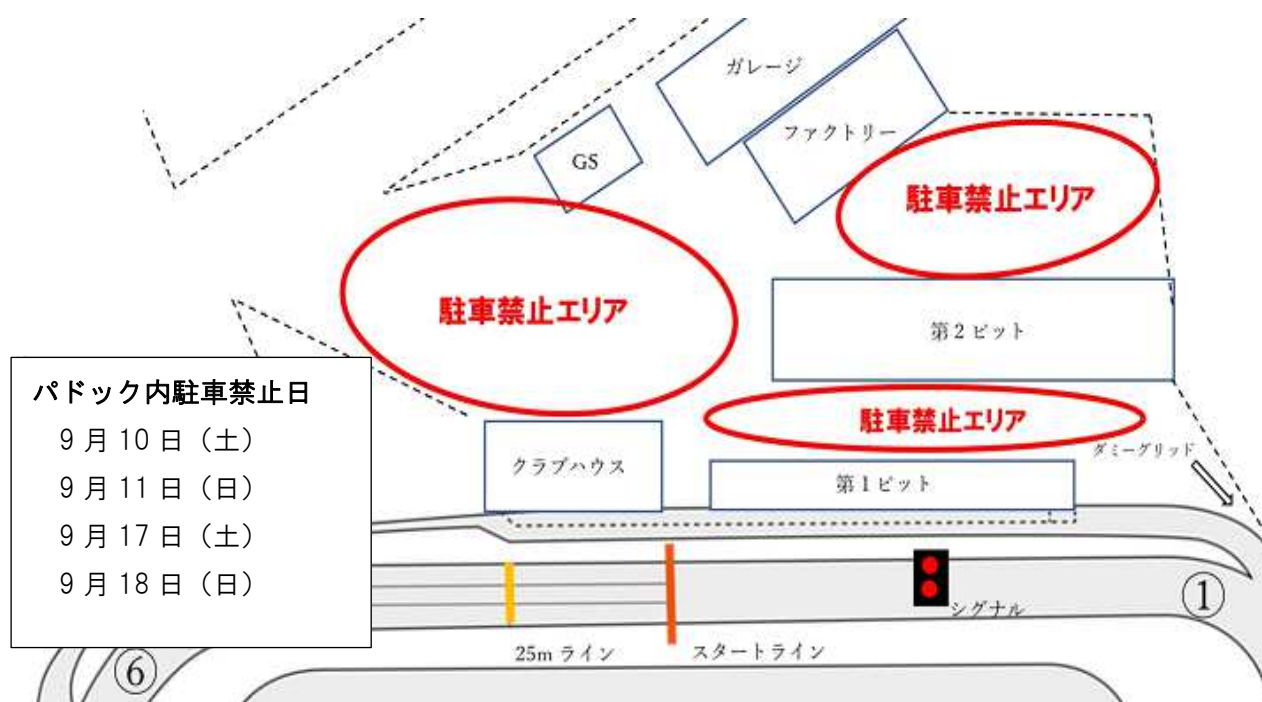 ガレージ
ファクトリー
GS
駐車禁止エリア
駐車禁止エリア
第2ピット
パドック内駐車禁止日
9月10日（土）
9月11日（日）
9月17日（土）
9月18日（日）
駐車禁止エリア
クラブハウス
ダミーグリッド
第1ピット
①
シグナル
25mライン
スタートライン
⑥